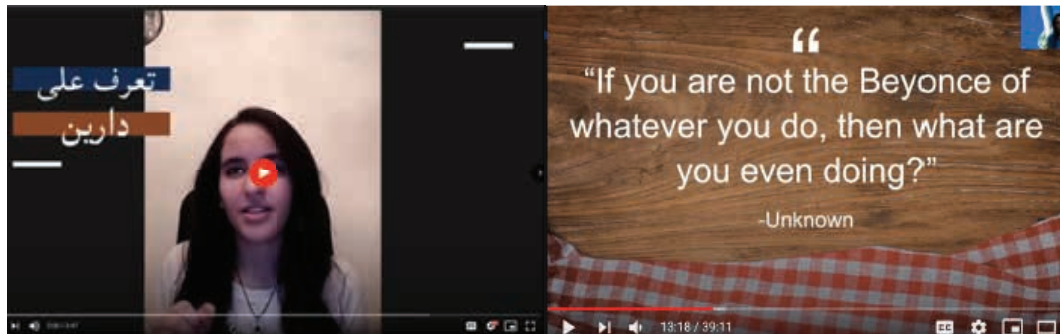 تعرف على
دارين
“
“If you are not the Beyonce of
whatever you do, then what are
you even doing?”
-Unknown
13:18 / 39:11
CC